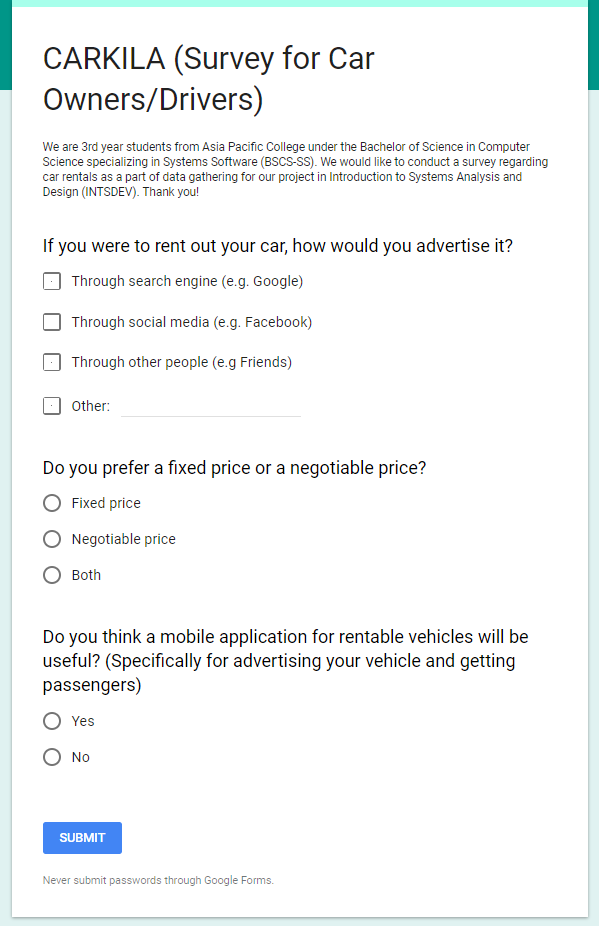 CARKILA (Survey for Car
Owners/Drivers)
We are 3rd year students from Asia Pacific College under the Bachelor of Science in Computer
Science specializing in Systems Software (BSCS-SS). We would like to conduct a survey regarding
car rentals as a part of data gathering for our project in Introduction to Systems Analysis and
Design (INTSDEV). Thank you!
If you were to rent out your car, how would you advertise it?
Through search engine (e.g. Google)
Through social media (e.g. Facebook)
Through other people (e.g Friends)
Other:
Do you prefer a fixed price or a negotiable price?
Fixed price
Negotiable price
Both
Do you think a mobile application for rentable vehicles will be
useful? (Specifically for advertising your vehicle and getting
passengers)
Yes
No
SUBMIT
Never submit passwords through Google Forms.